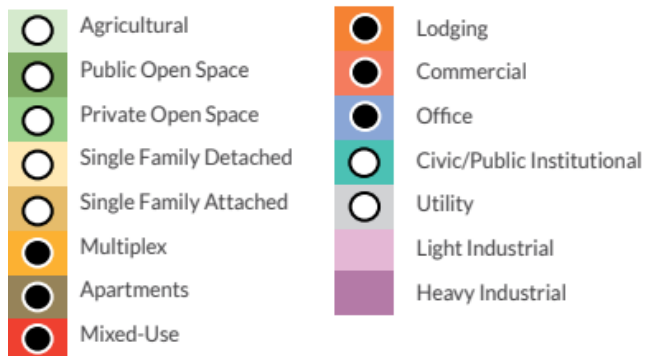 Agricultural
Public Open Space
Private Open Space
Single Family Detached
Single Family Attached
Multiplex
Apartments
Mixed-Use
Lodging
Commercial
Office
Civic/Public Institutional
Utility
Light Industrial
Heavy Industrial